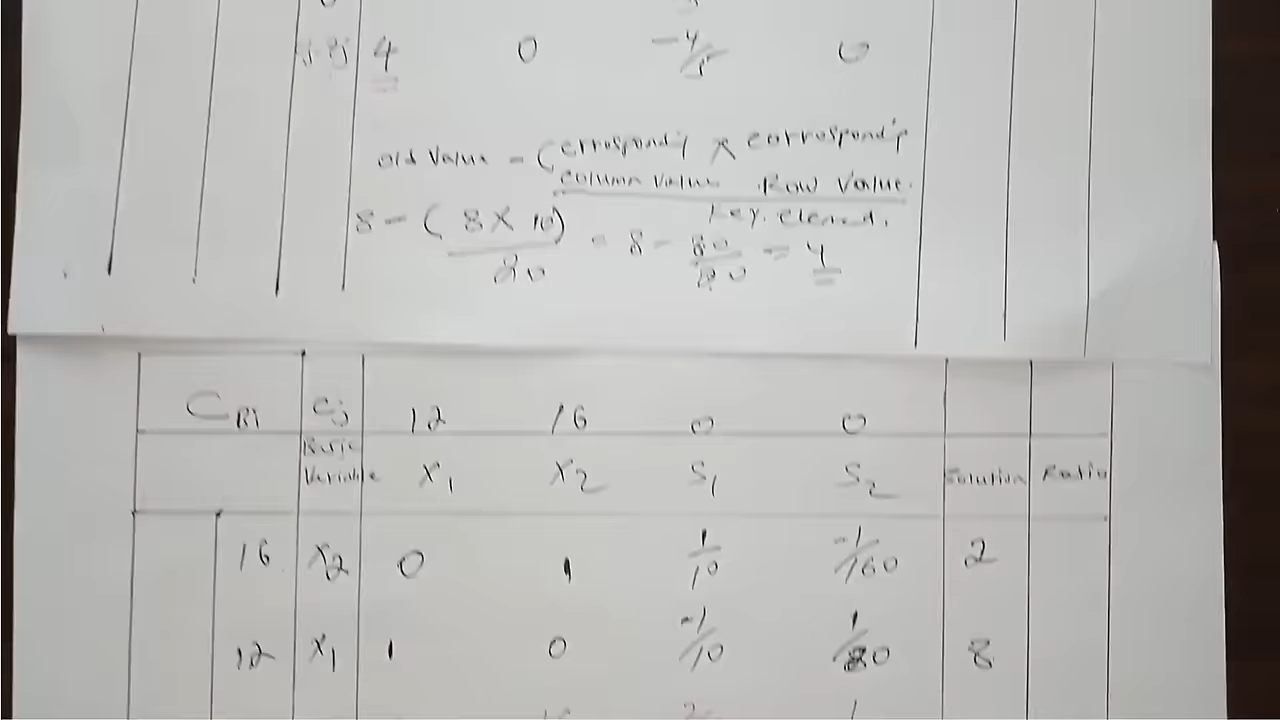 4 0 -4/5 0
old value - (corresponding x corresponding
column value Row value
Key element.
8 - (8 X 10) = 8 - 80 = 4
20 20
CBi Cj 12 16 0 0
Basic
Variable X1 X2 S1 S2 Solution Ratio
16 X2 0 1 1/10 -1/160 2
12 X1 1 0 -1/10 1/80 8